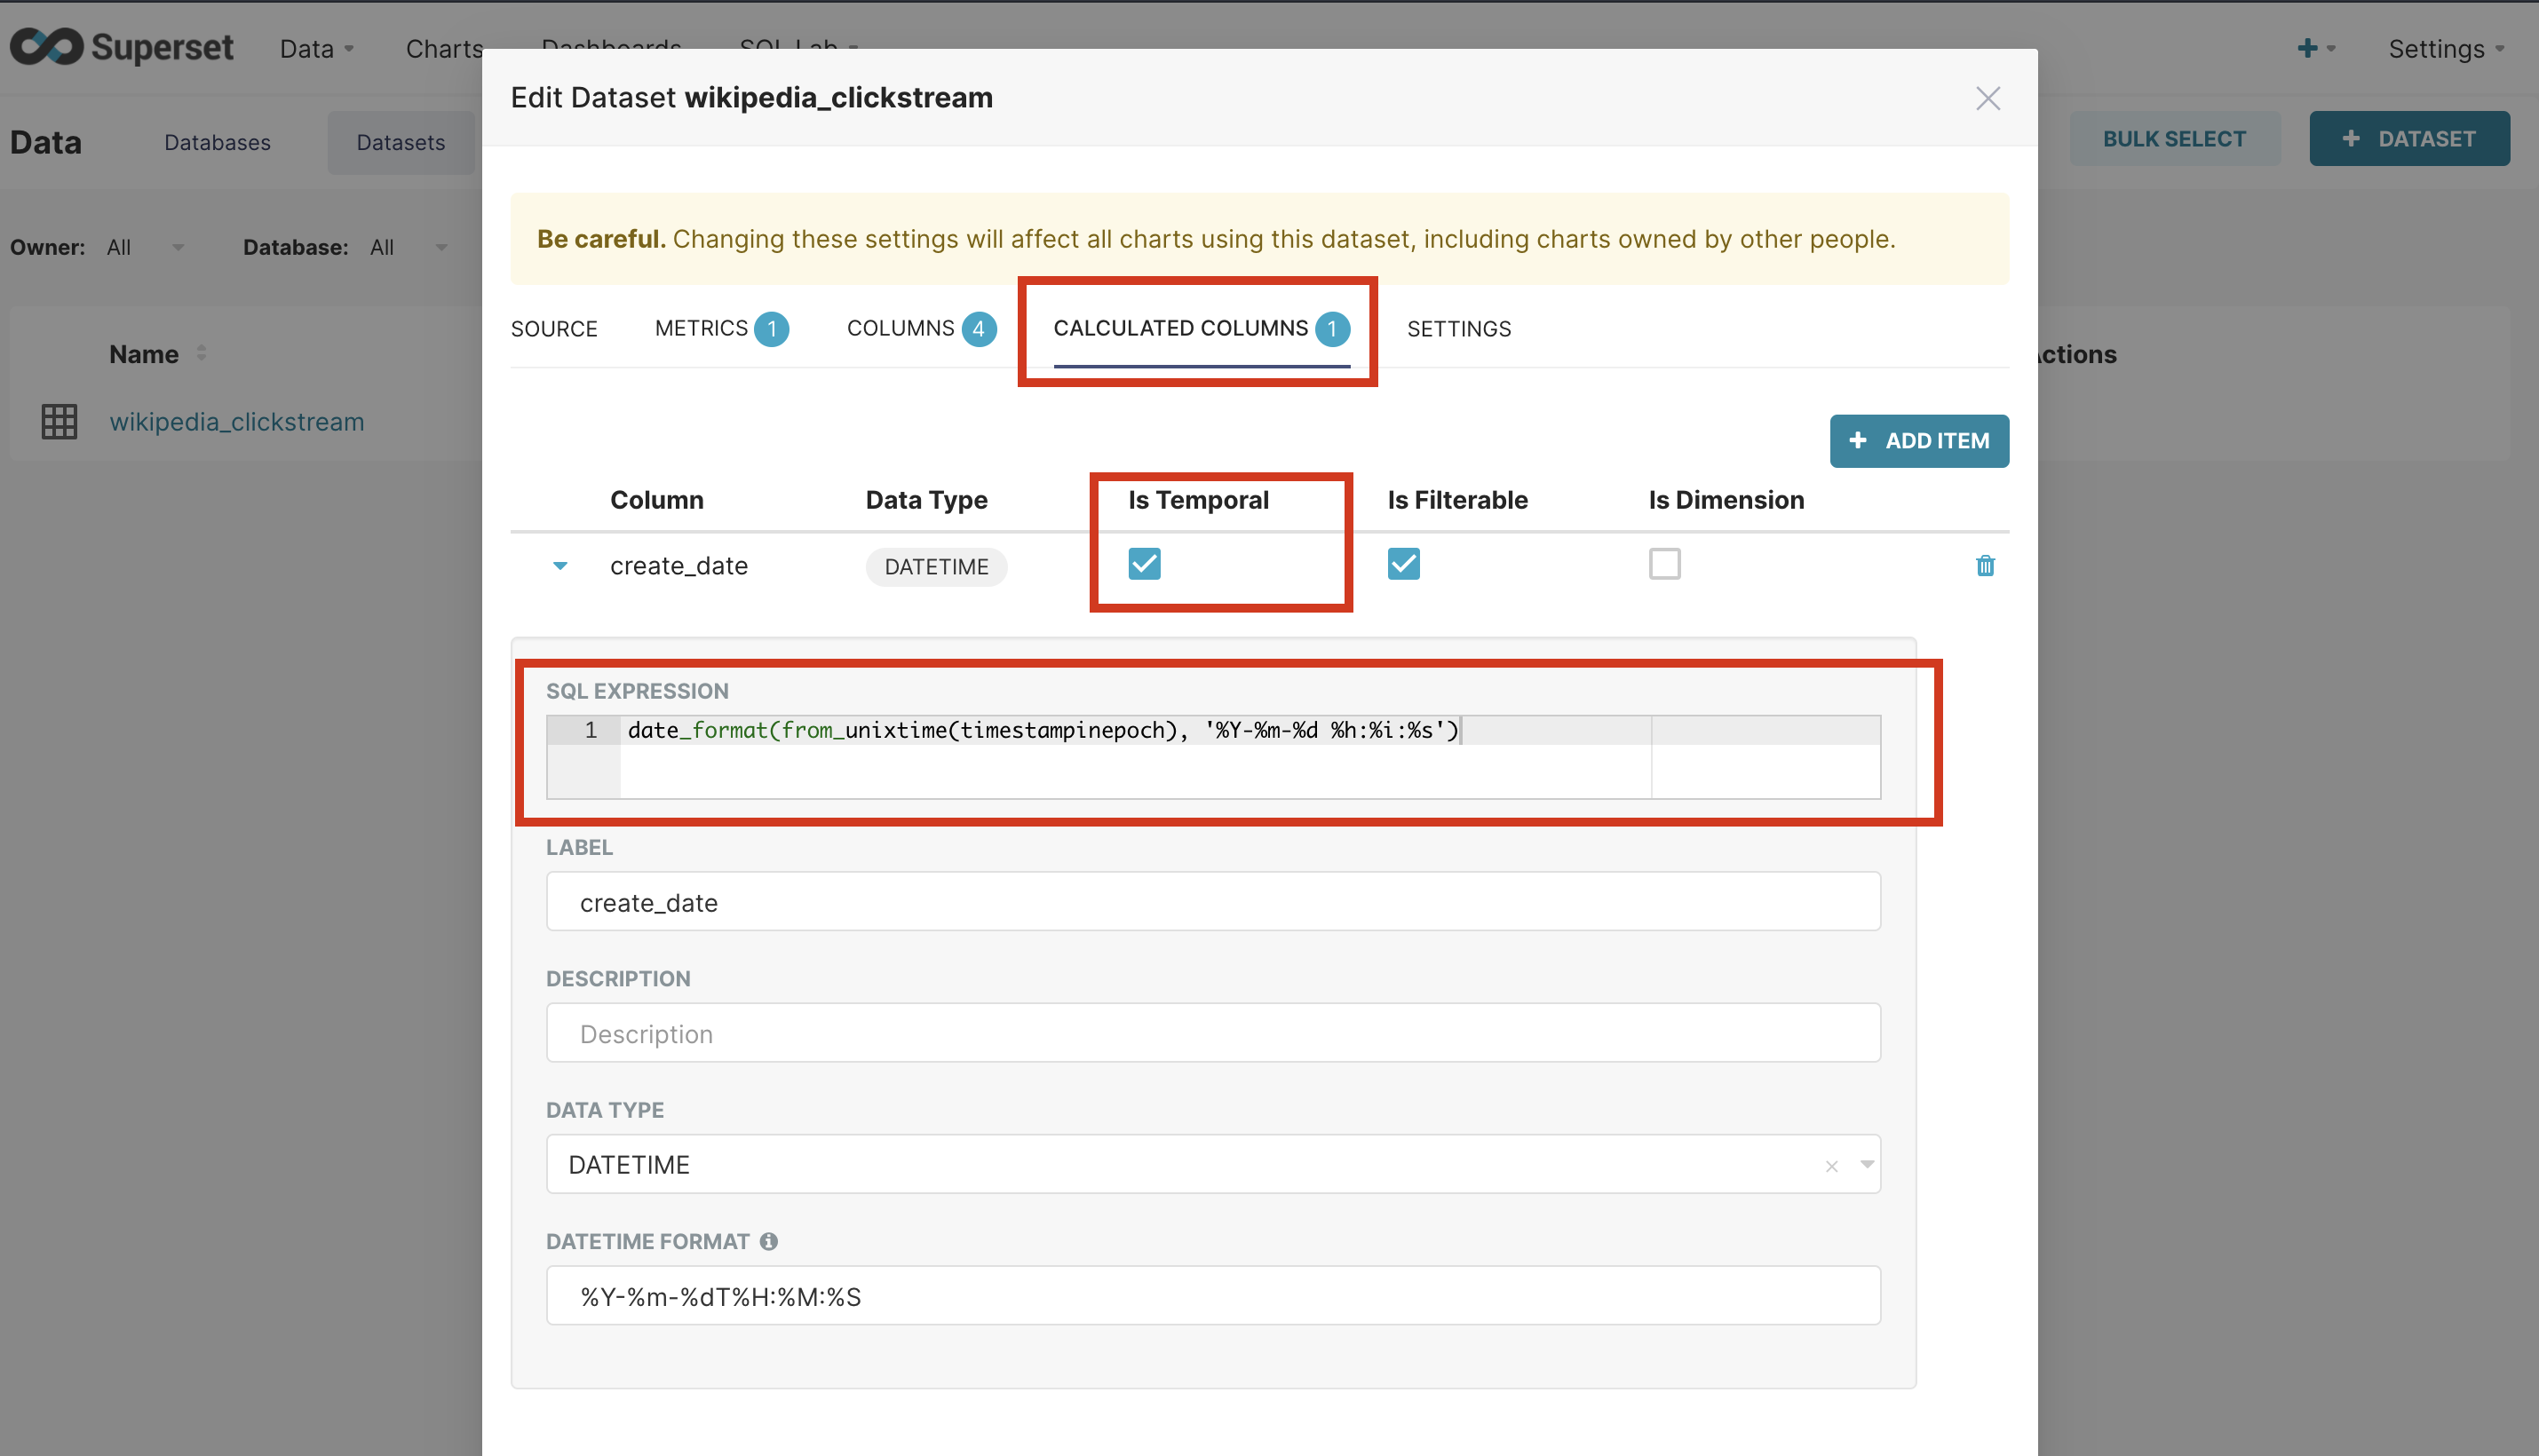 Superset Data Charts Dashboards SQL Lab Settings
Edit Dataset wikipedia_clickstream
Data Databases Datasets BULK SELECT + DATASET
Be careful. Changing these settings will affect all charts using this dataset, including charts owned by other people.
Owner: All Database: All
SOURCE METRICS 1 COLUMNS 4 CALCULATED COLUMNS 1 SETTINGS
Name Actions
wikipedia_clickstream
+ ADD ITEM
Column Data Type Is Temporal Is Filterable Is Dimension
create_date DATETIME
SQL EXPRESSION
1 date_format(from_unixtime(timestampinepoch), '%Y-%m-%d %h:%i:%s')
LABEL
create_date
DESCRIPTION
Description
DATA TYPE
DATETIME
DATETIME FORMAT
%Y-%m-%dT%H:%M:%S